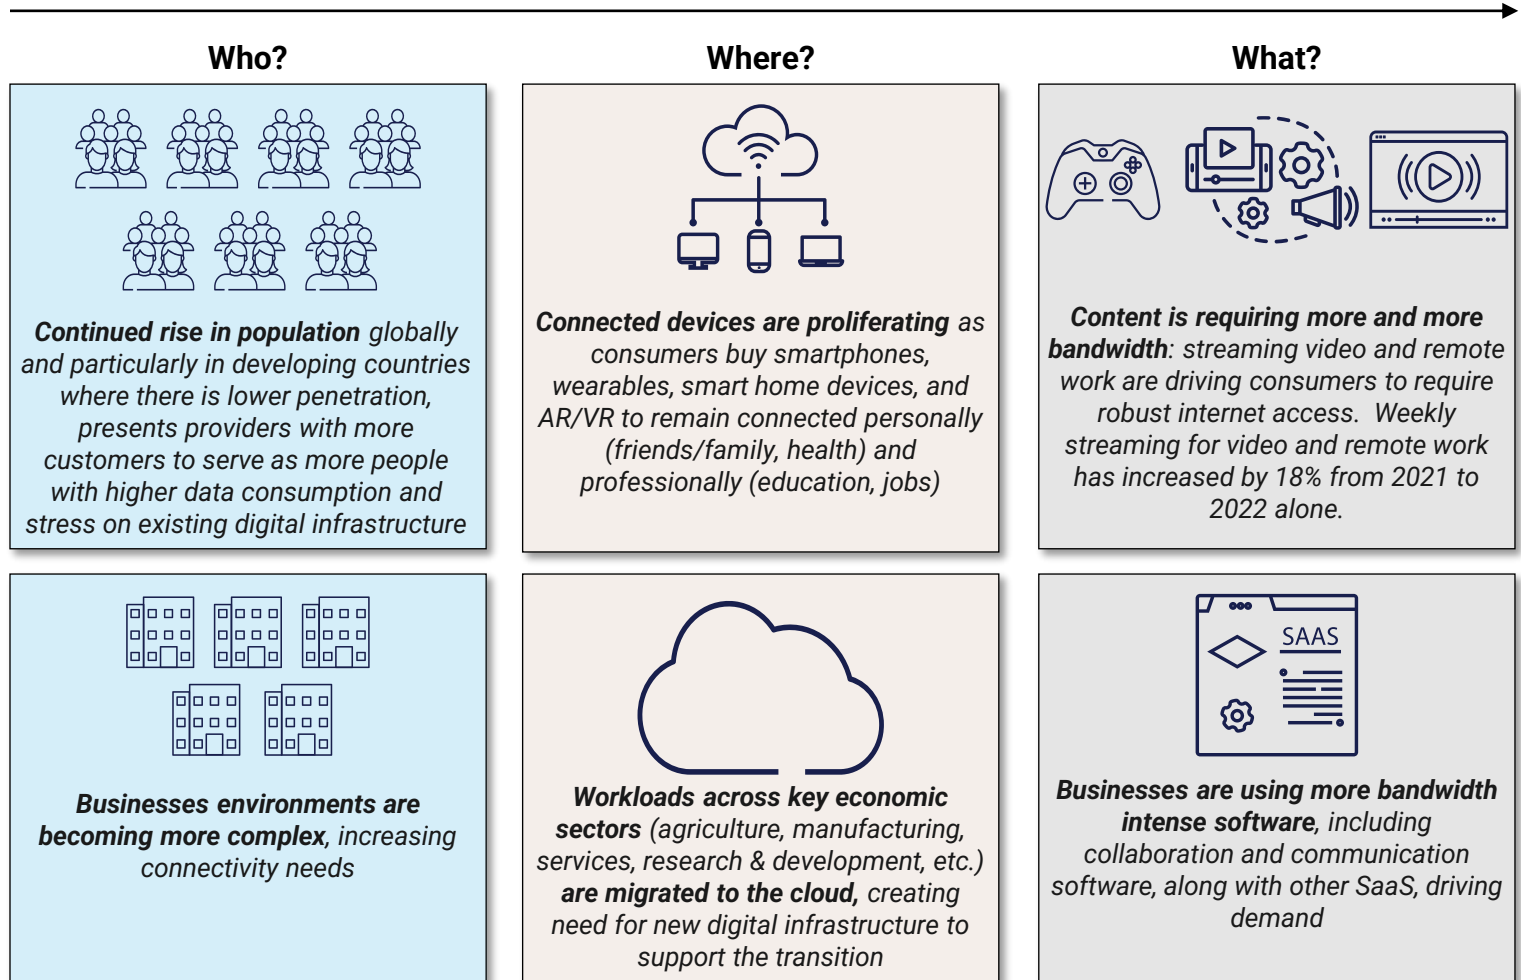 Who?
Where?
What?
Continued rise in population globally
and particularly in developing countries
where there is lower penetration,
presents providers with more
customers to serve as more people
with higher data consumption and
stress on existing digital infrastructure
Connected devices are proliferating as
consumers buy smartphones,
wearables, smart home devices, and
AR/VR to remain connected personally
(friends/family, health) and
professionally (education, jobs)
Content is requiring more and more
bandwidth: streaming video and remote
work are driving consumers to require
robust internet access. Weekly
streaming for video and remote work
has increased by 18% from 2021 to
2022 alone.
Businesses environments are
becoming more complex, increasing
connectivity needs
Workloads across key economic
sectors (agriculture, manufacturing,
services, research & development, etc.)
are migrated to the cloud, creating
need for new digital infrastructure to
support the transition
SAAS
Businesses are using more bandwidth
intense software, including
collaboration and communication
software, along with other SaaS, driving
demand